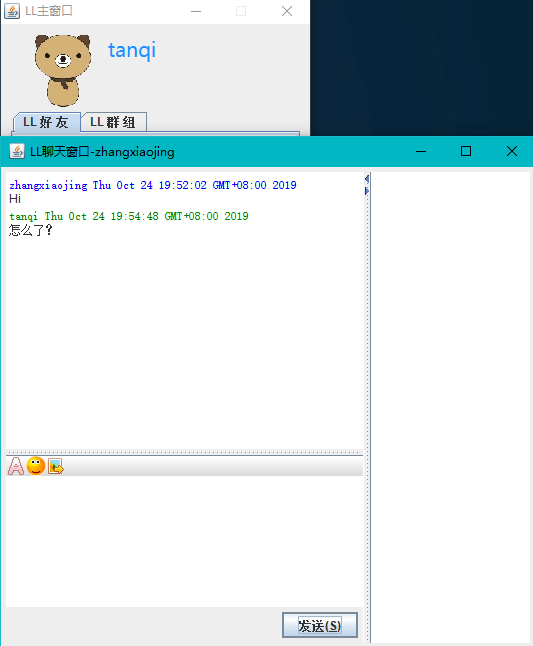 LL主窗口
tanqi
LL好友 LL群组
LL聊天窗口-zhangxiaojing
zhangxiaojing Thu Oct 24 19:52:02 GMT+08:00 2019
Hi
tanqi Thu Oct 24 19:54:48 GMT+08:00 2019
怎么了?
A
发送(S)